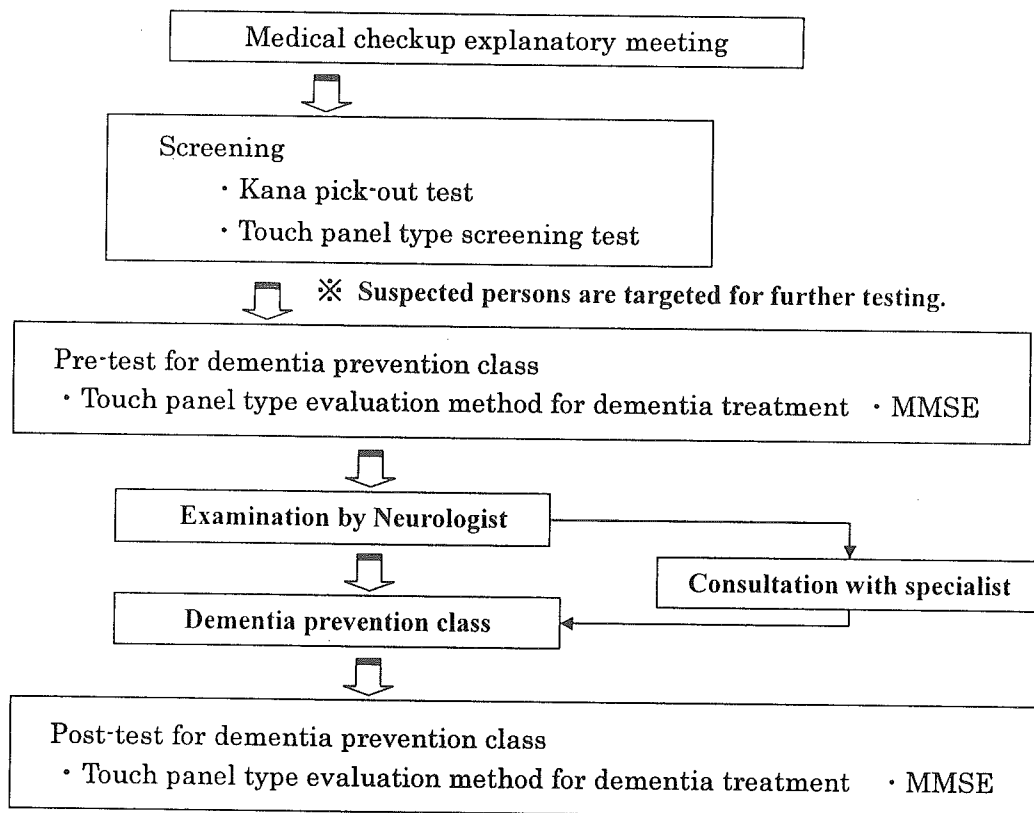 Medical checkup explanatory meeting
Screening
・Kana pick-out test
・Touch panel type screening test
※ Suspected persons are targeted for further testing.
Pre-test for dementia prevention class
・Touch panel type evaluation method for dementia treatment ・MMSE
Examination by Neurologist
Consultation with specialist
Dementia prevention class
Post-test for dementia prevention class
・Touch panel type evaluation method for dementia treatment ・MMSE